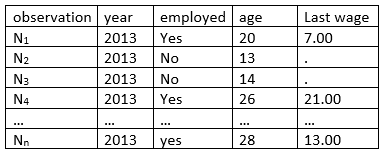 observation year employed age Last wage
N₁ 2013 Yes 20 7.00
N₂ 2013 No 13 .
N₃ 2013 No 14 .
N₄ 2013 Yes 26 21.00
... ... ... ... ...
Nₙ 2013 yes 28 13.00